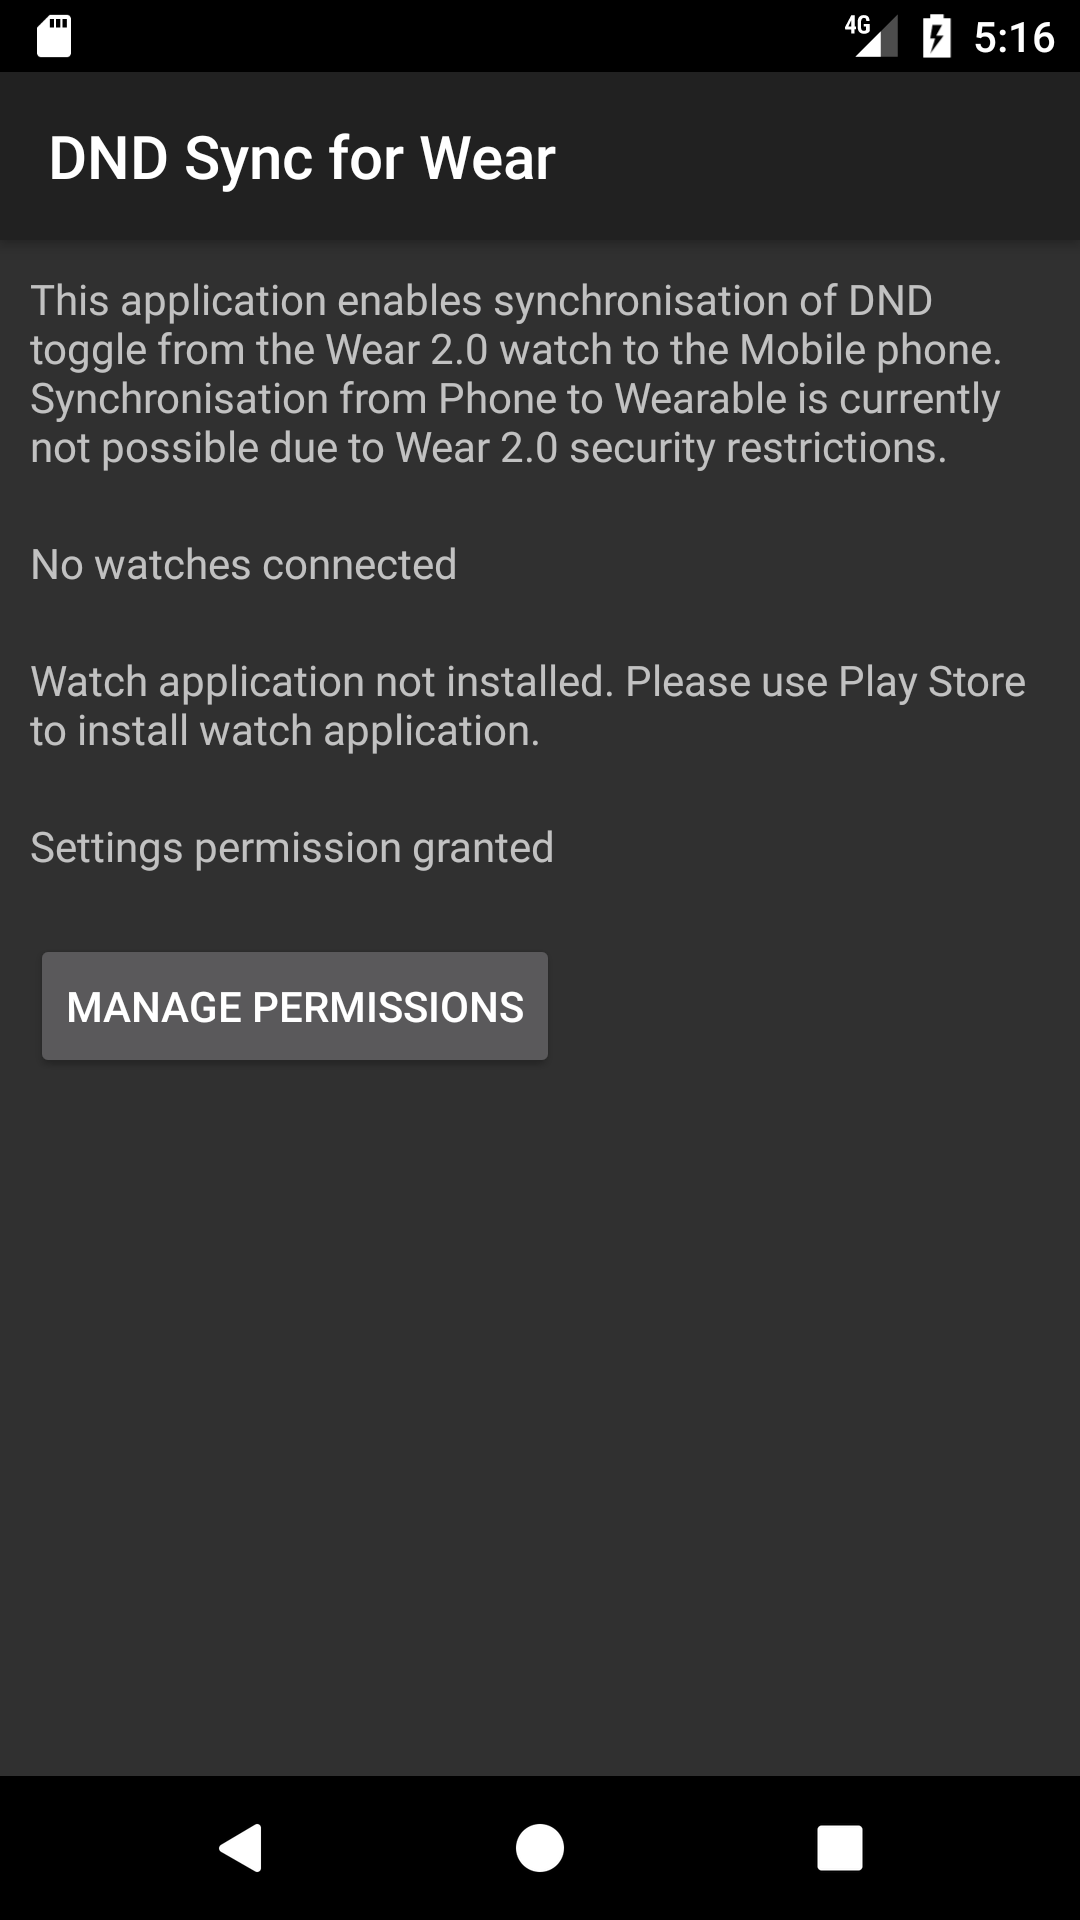 4G 5:16
DND Sync for Wear
This application enables synchronisation of DND
toggle from the Wear 2.0 watch to the Mobile phone.
Synchronisation from Phone to Wearable is currently
not possible due to Wear 2.0 security restrictions.
No watches connected
Watch application not installed. Please use Play Store
to install watch application.
Settings permission granted
MANAGE PERMISSIONS